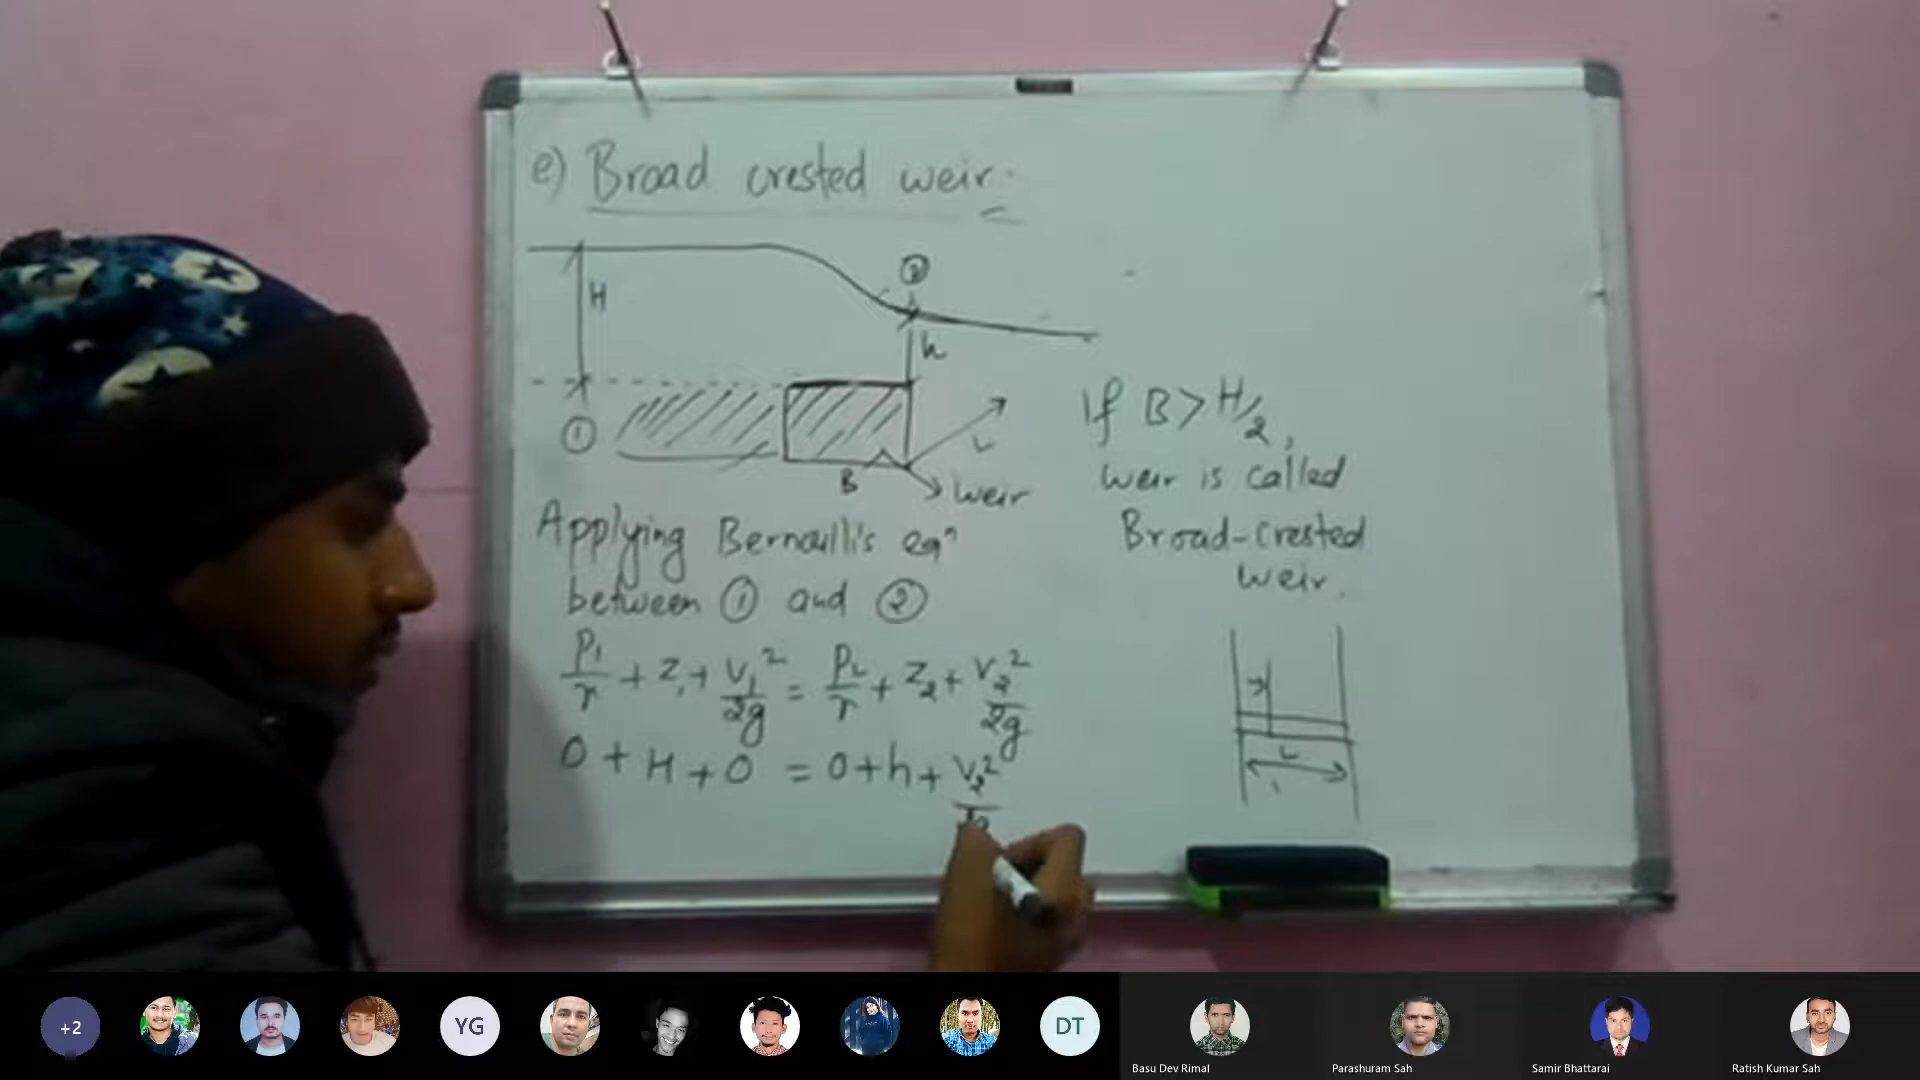 e) Broad crested weir.
H
2
h
1
L
B
weir
If B > H/2,
weir is called
Broad-crested
weir.
Applying Bernoulli's eqⁿ
between ① and ②
P₁/r + Z₁ + V₁²/2g = P₂/r + Z₂ + V₂²/2g
0 + H + 0 = 0 + h + V₂²/2g
L
+2
YG
DT
Basu Dev Rimal
Parashuram Sah
Samir Bhattarai
Ratish Kumar Sah